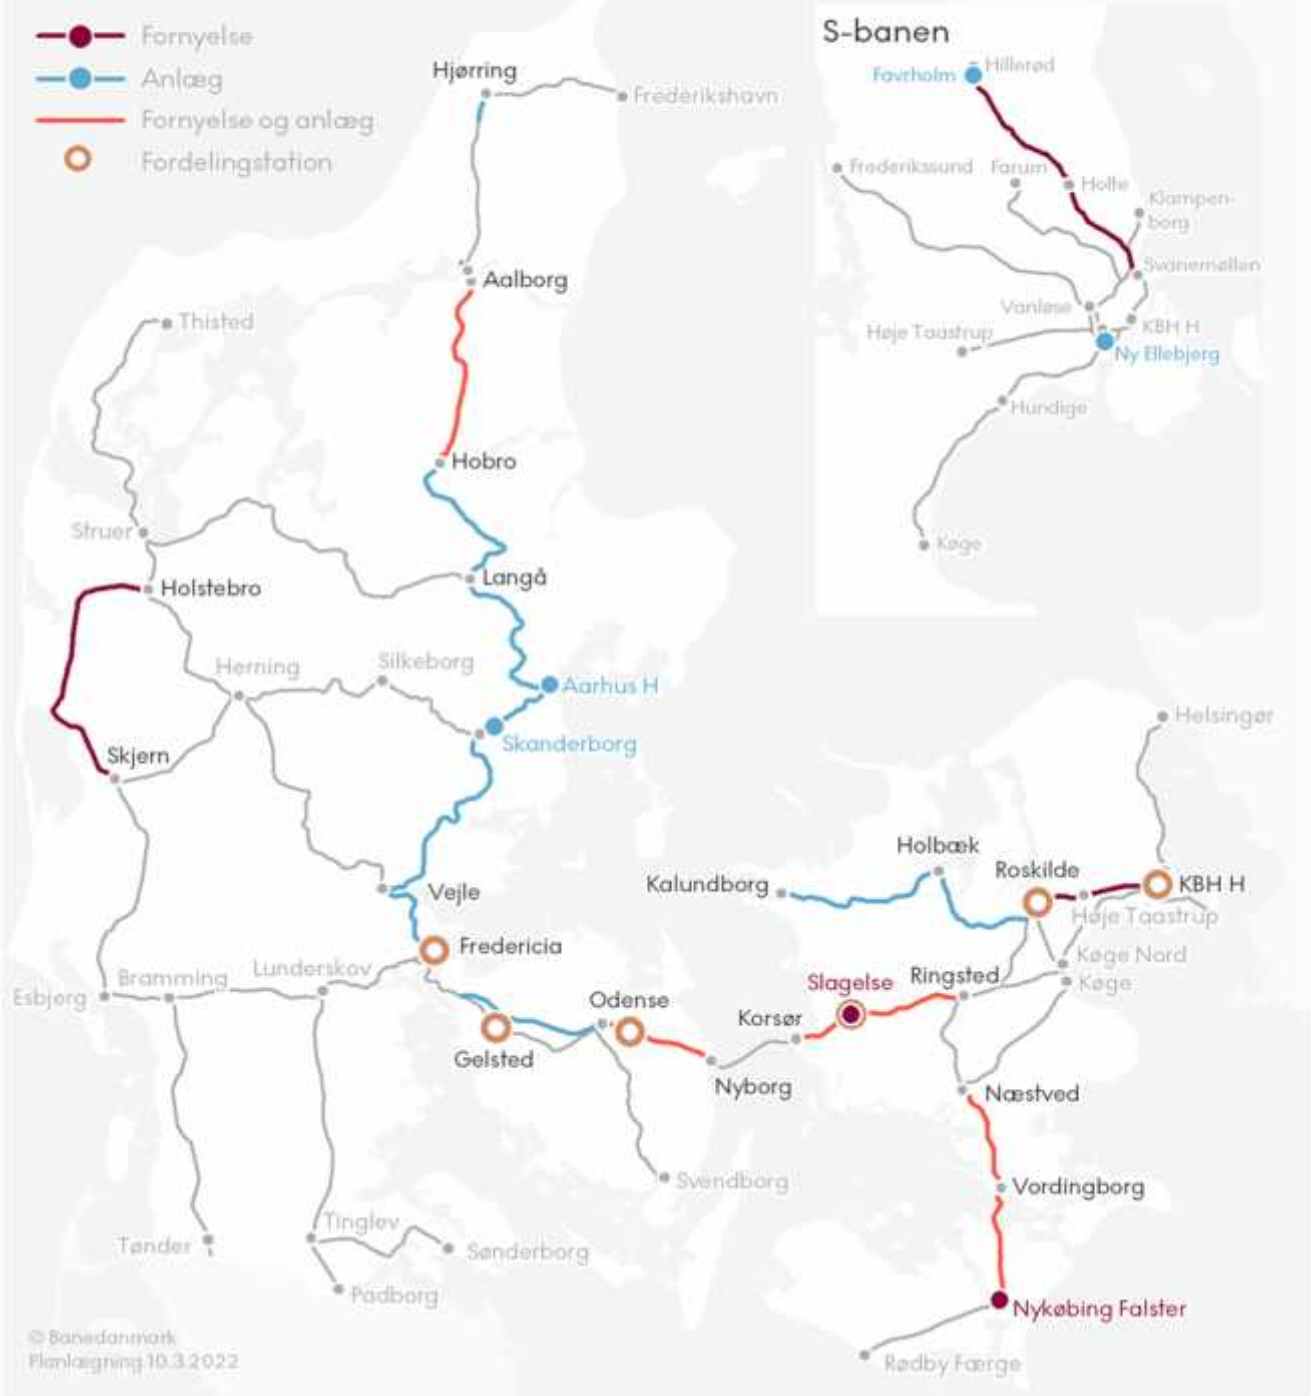 Fornyelse
Anlæg
Fornyelse og anlæg
Fordelingstation
S-banen
Hillerød
Favrholm
Frederikssund
Farum
Holte
Klampen-
borg
Svanemøllen
Vanløse
KBH H
Høje Taastrup
Ny Ellebjerg
Hundige
Køge
Hjørring
Frederikshavn
Aalborg
Thisted
Hobro
Struer
Langå
Holstebro
Herning
Silkeborg
Aarhus H
Skanderborg
Skjern
Vejle
Fredericia
Esbjerg
Bramming
Lunderskov
Gelsted
Odense
Nyborg
Svendborg
Tønder
Tinglev
Sønderborg
Padborg
Helsingør
Holbæk
Kalundborg
Roskilde
KBH H
Høje Taastrup
Køge Nord
Køge
Slagelse
Ringsted
Korsør
Næstved
Vordingborg
Nykøbing Falster
Rødby Færge
© Banedanmark
Planlægning 10.3.2022